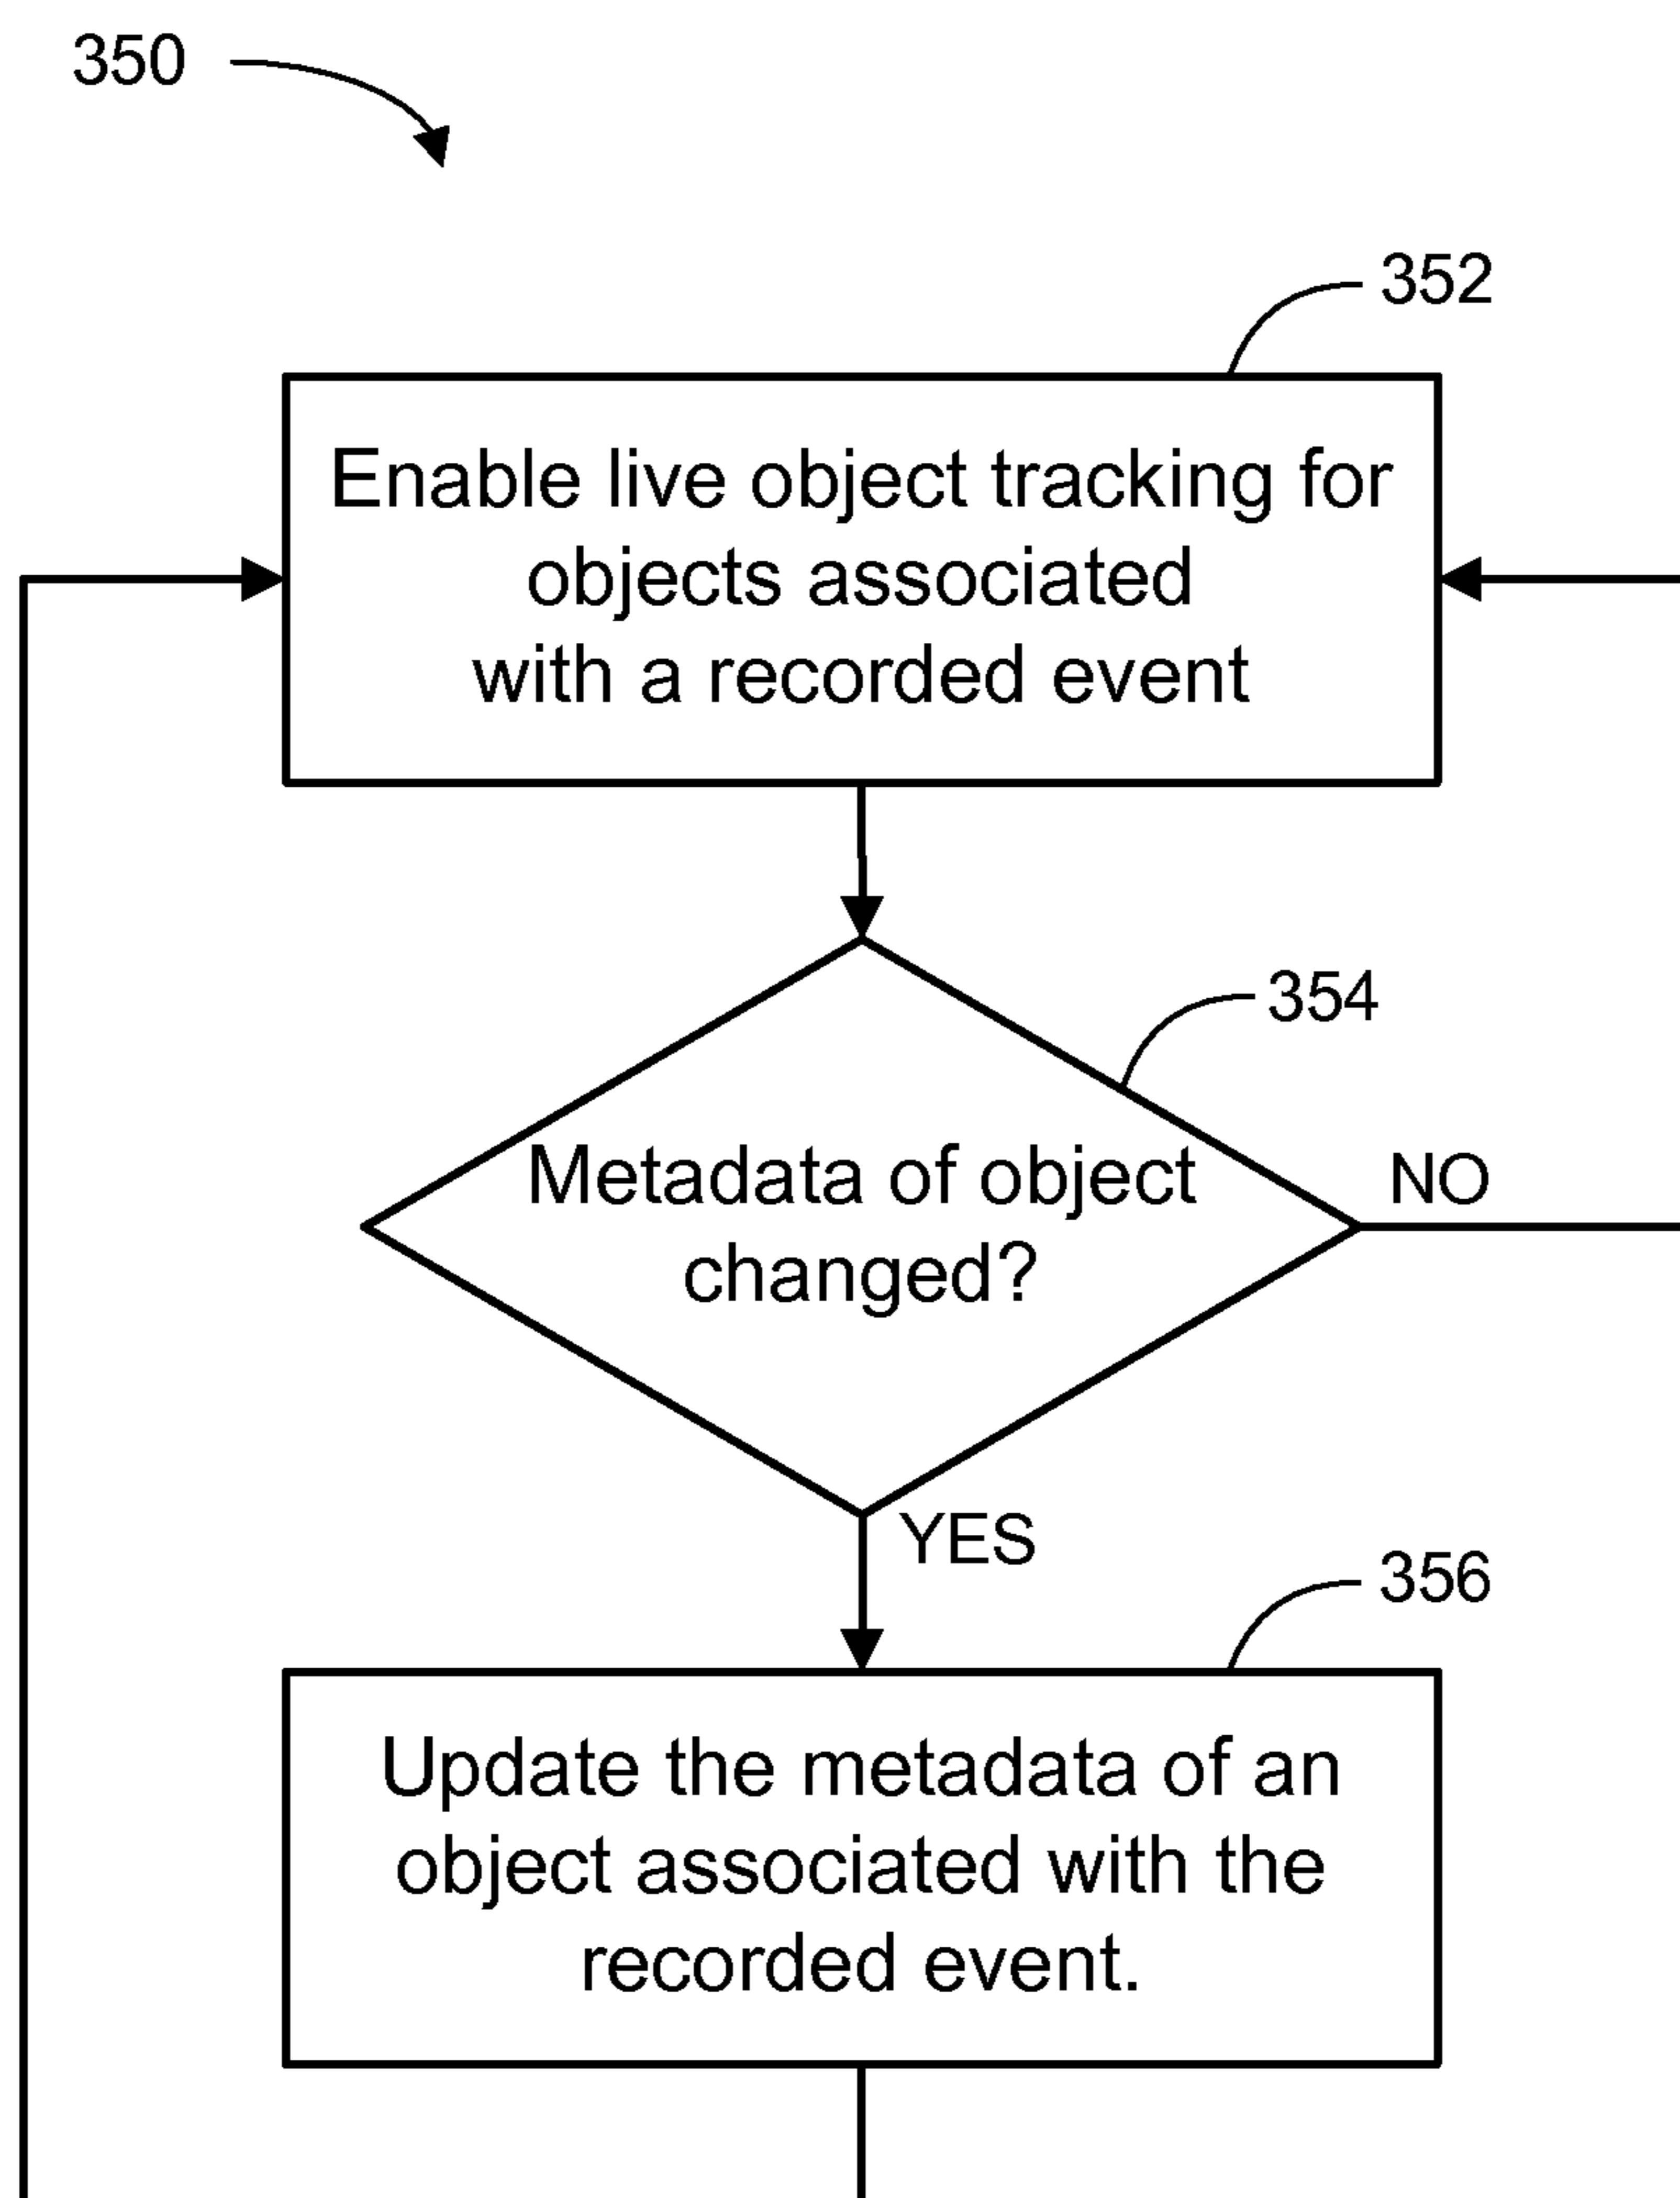 350
352
Enable live object tracking for
objects associated
with a recorded event
354
Metadata of object
changed?
NO
YES
356
Update the metadata of an
object associated with the
recorded event.